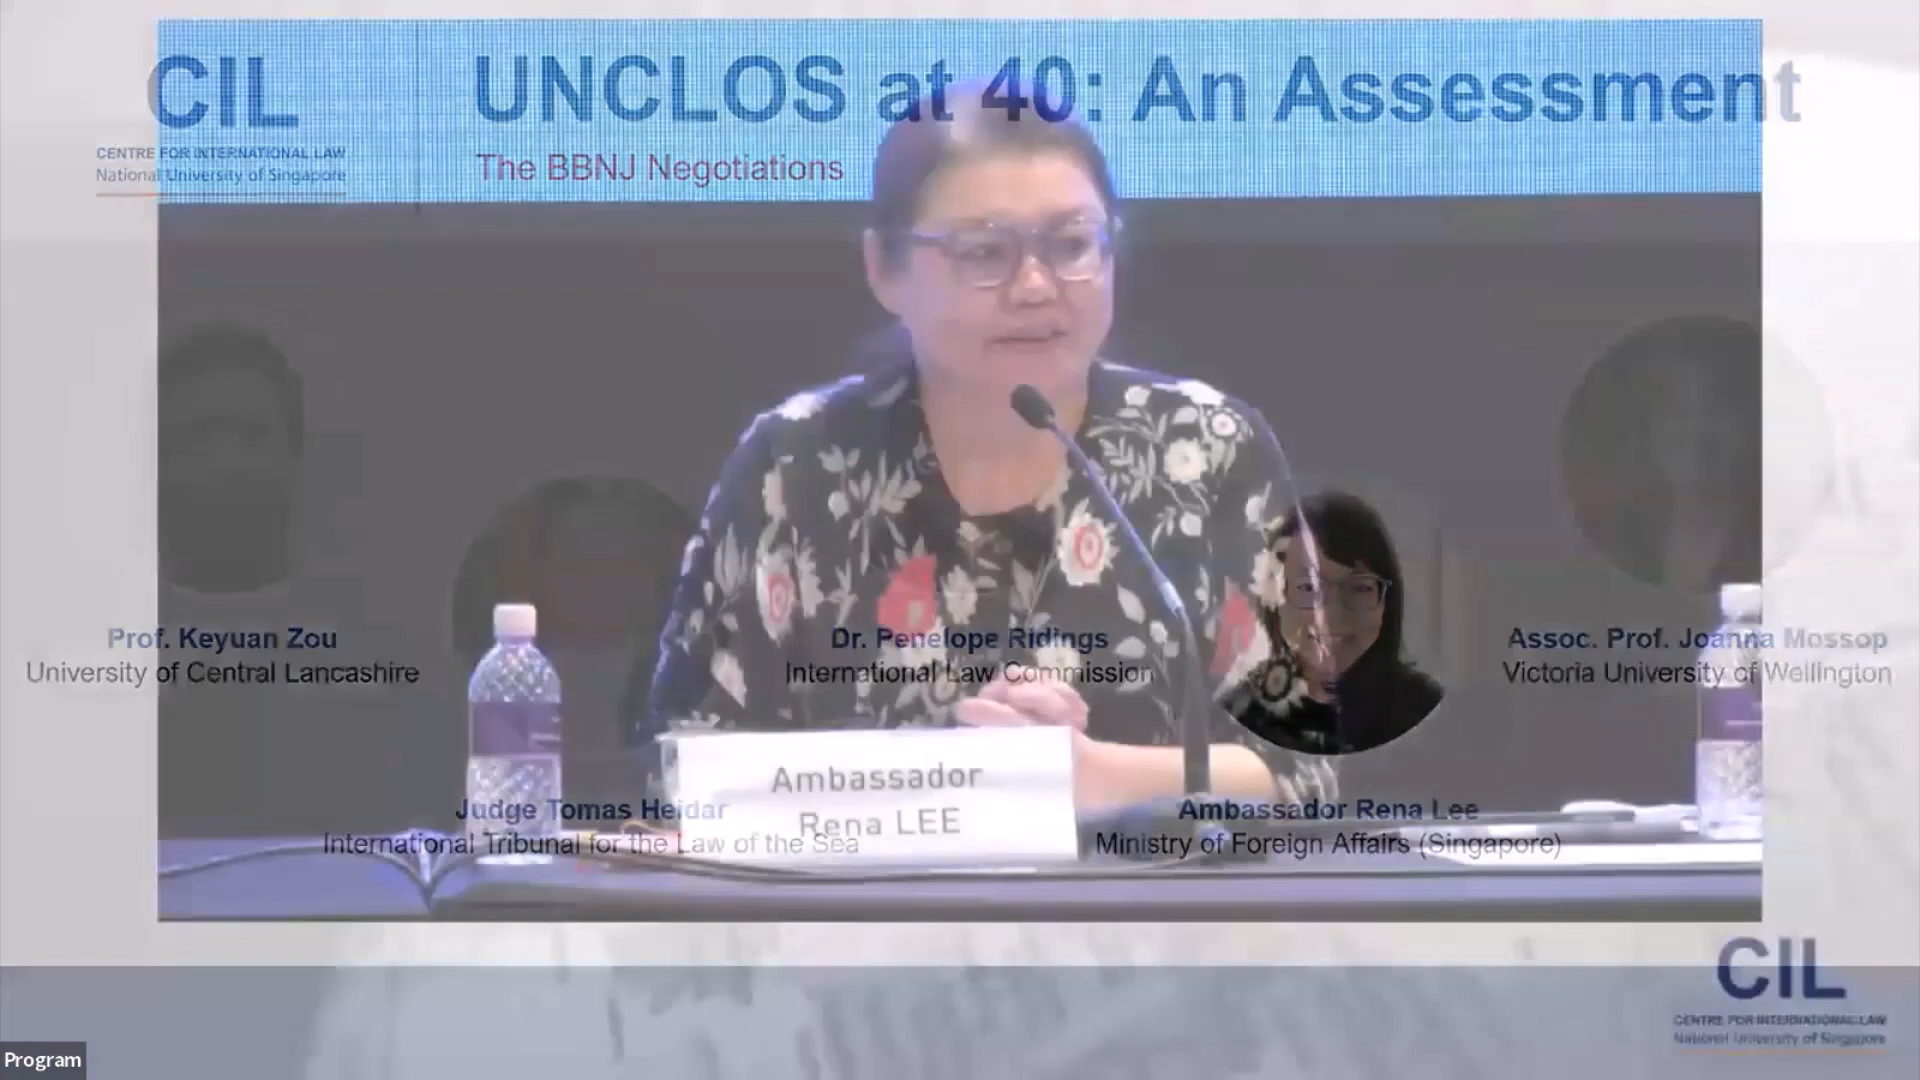 CIL
CENTRE FOR INTERNATIONAL LAW
National University of Singapore
UNCLOS at 40: An Assessment
The BBNJ Negotiations
Prof. Keyuan Zou
University of Central Lancashire
Dr. Penelope Ridings
International Law Commission
Assoc. Prof. Joanna Mossop
Victoria University of Wellington
Ambassador
Rena LEE
Judge Tomas Heidar
International Tribunal for the Law of the Sea
Ambassador Rena Lee
Ministry of Foreign Affairs (Singapore)
CIL
CENTRE FOR INTERNATIONAL LAW
National University of Singapore
Program